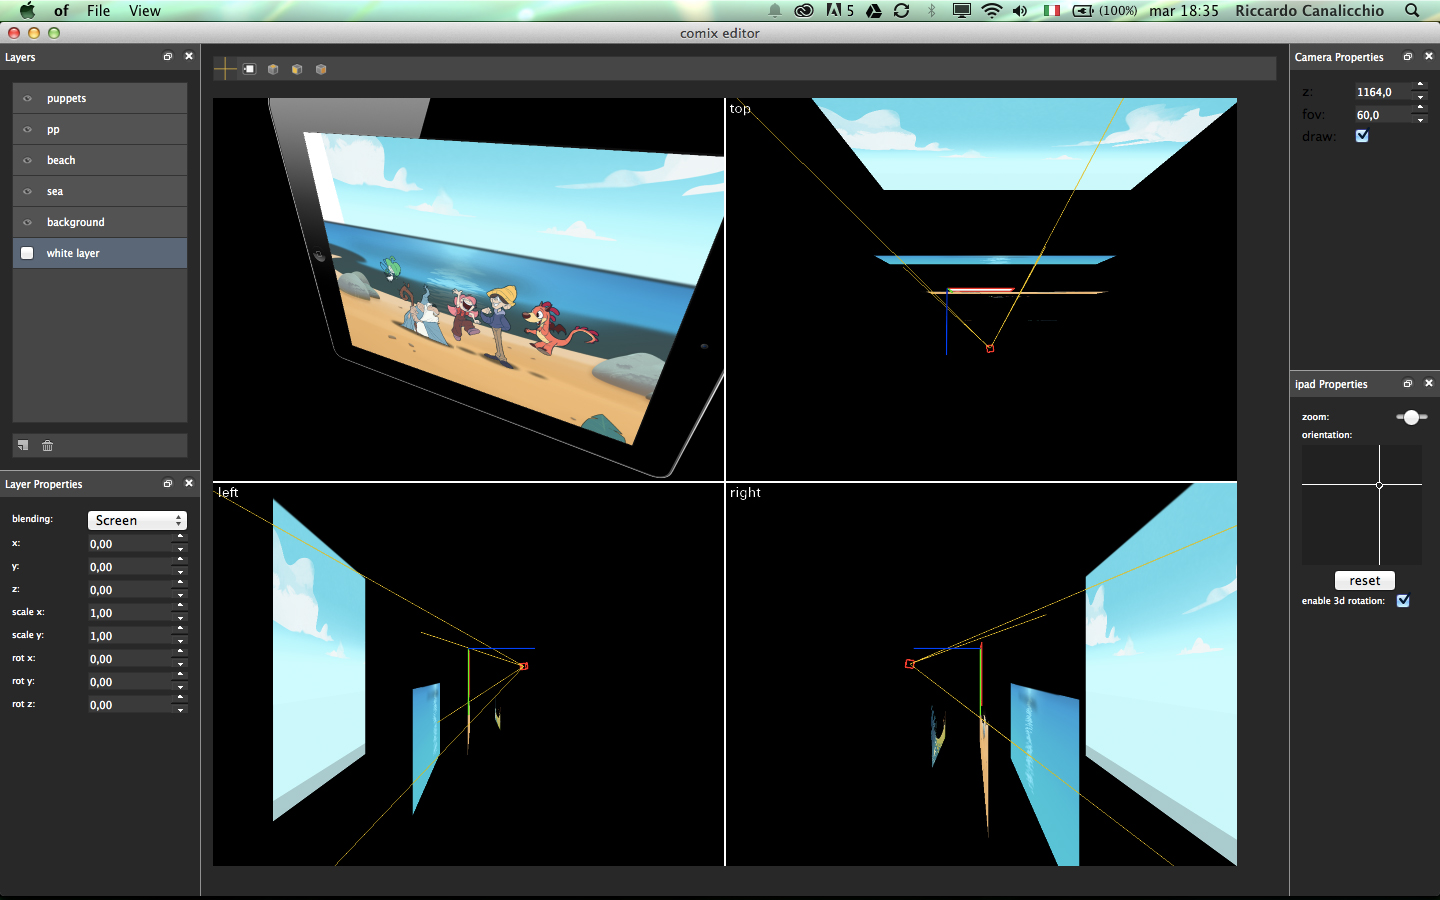 of File View 5 (100%) mar 18:35 Riccardo Canalicchio
comix editor
Layers
puppets
pp
beach
sea
background
white layer
Layer Properties
blending: Screen
x: 0,00
y: 0,00
z: 0,00
scale x: 1,00
scale y: 1,00
rot x: 0,00
rot y: 0,00
rot z: 0,00
top
left
right
Camera Properties
z: 1164,0
fov: 60,0
draw:
ipad Properties
zoom:
orientation:
reset
enable 3d rotation: